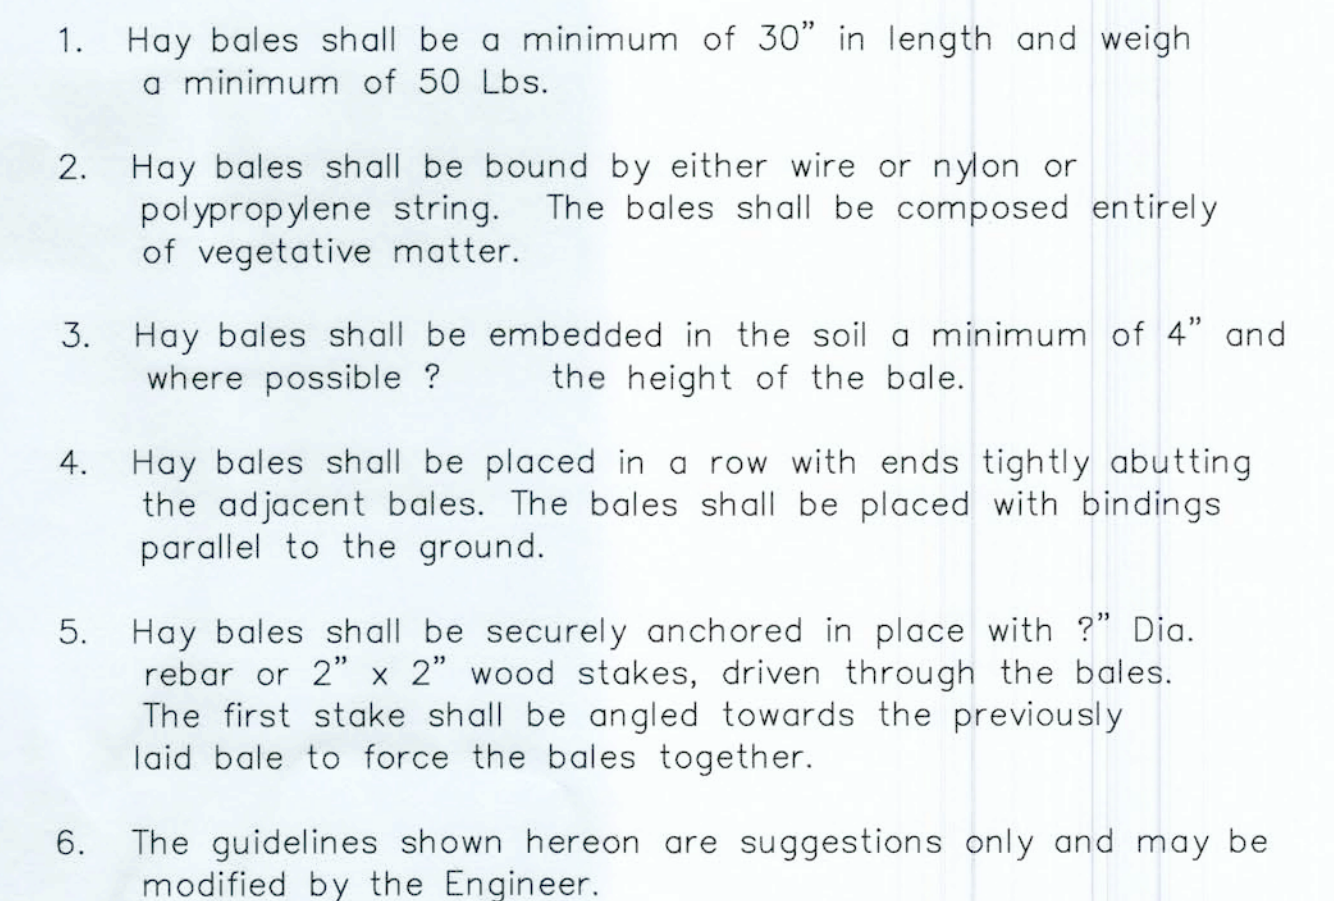 1. Hay bales shall be a minimum of 30” in length and weigh
a minimum of 50 Lbs.
2. Hay bales shall be bound by either wire or nylon or
polypropylene string. The bales shall be composed entirely
of vegetative matter.
3. Hay bales shall be embedded in the soil a minimum of 4” and
where possible ? the height of the bale.
4. Hay bales shall be placed in a row with ends tightly abutting
the adjacent bales. The bales shall be placed with bindings
parallel to the ground.
5. Hay bales shall be securely anchored in place with ?” Dia.
rebar or 2” x 2” wood stakes, driven through the bales.
The first stake shall be angled towards the previously
laid bale to force the bales together.
6. The guidelines shown hereon are suggestions only and may be
modified by the Engineer.